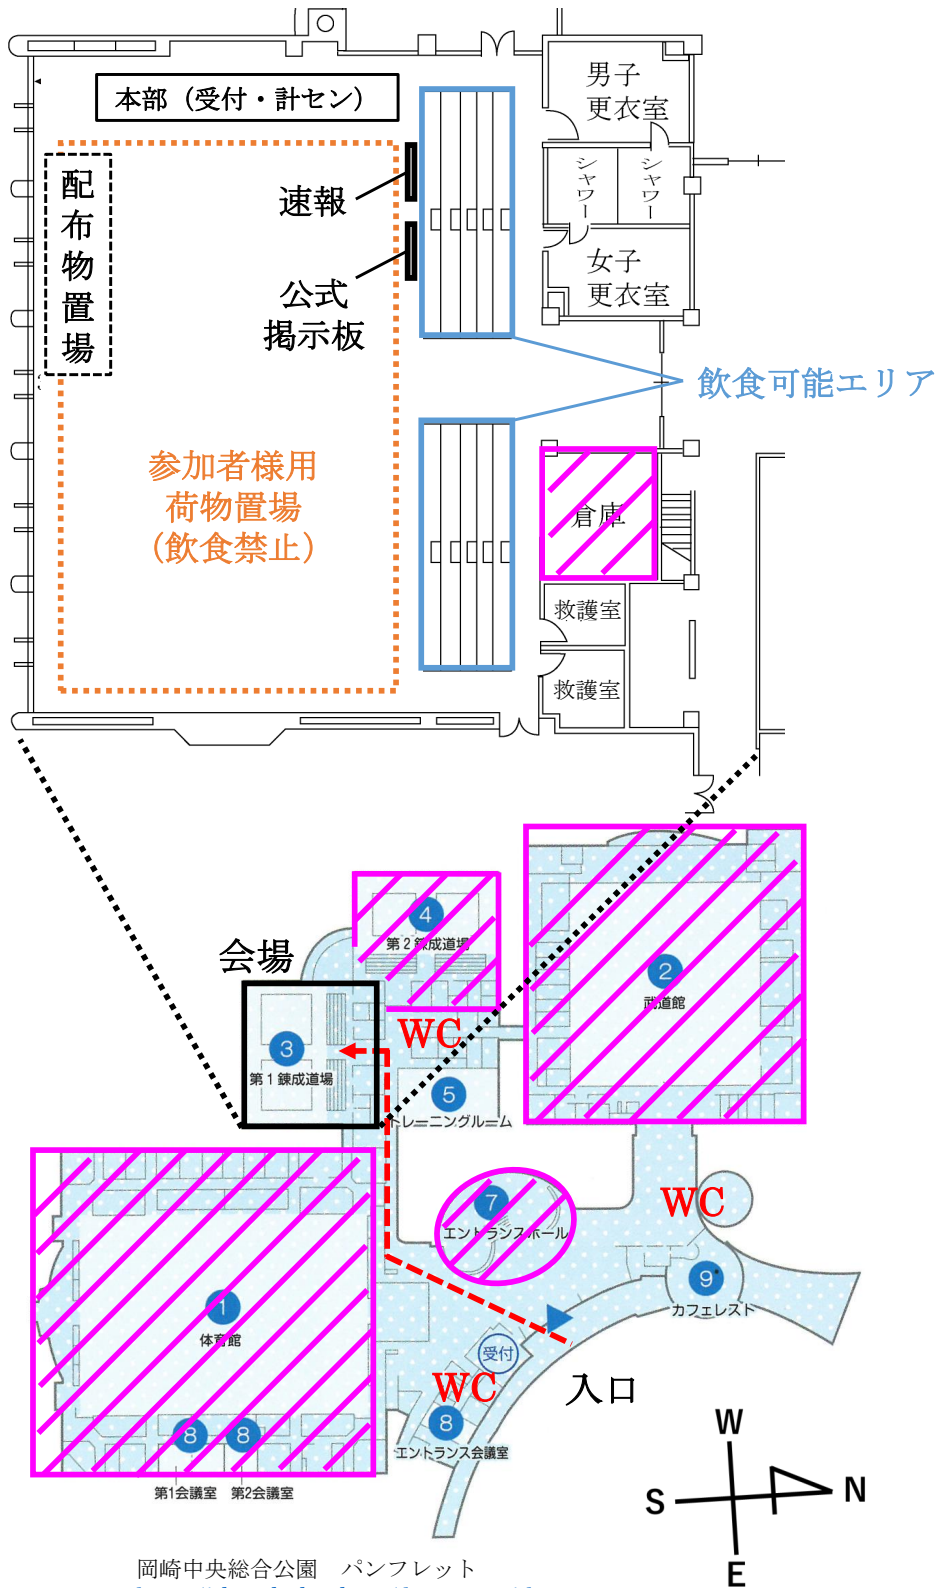 本部（受付・計セン）
男子
更衣室
シャワー
シャワー
配布物置場
速報
女子
更衣室
公式
掲示板
飲食可能エリア
参加者様用
荷物置場
（飲食禁止）
倉庫
救護室
救護室
4
第2錬成道場
会場
2
武道館
WC
3
第1錬成道場
5
トレーニングルーム
WC
7
エントランスホール
9
カフェレスト
1
体育館
受付
WC
入口
8
8
8
エントランス会議室
第1会議室
第2会議室
W
S
N
E
岡崎中央総合公園　パンフレット